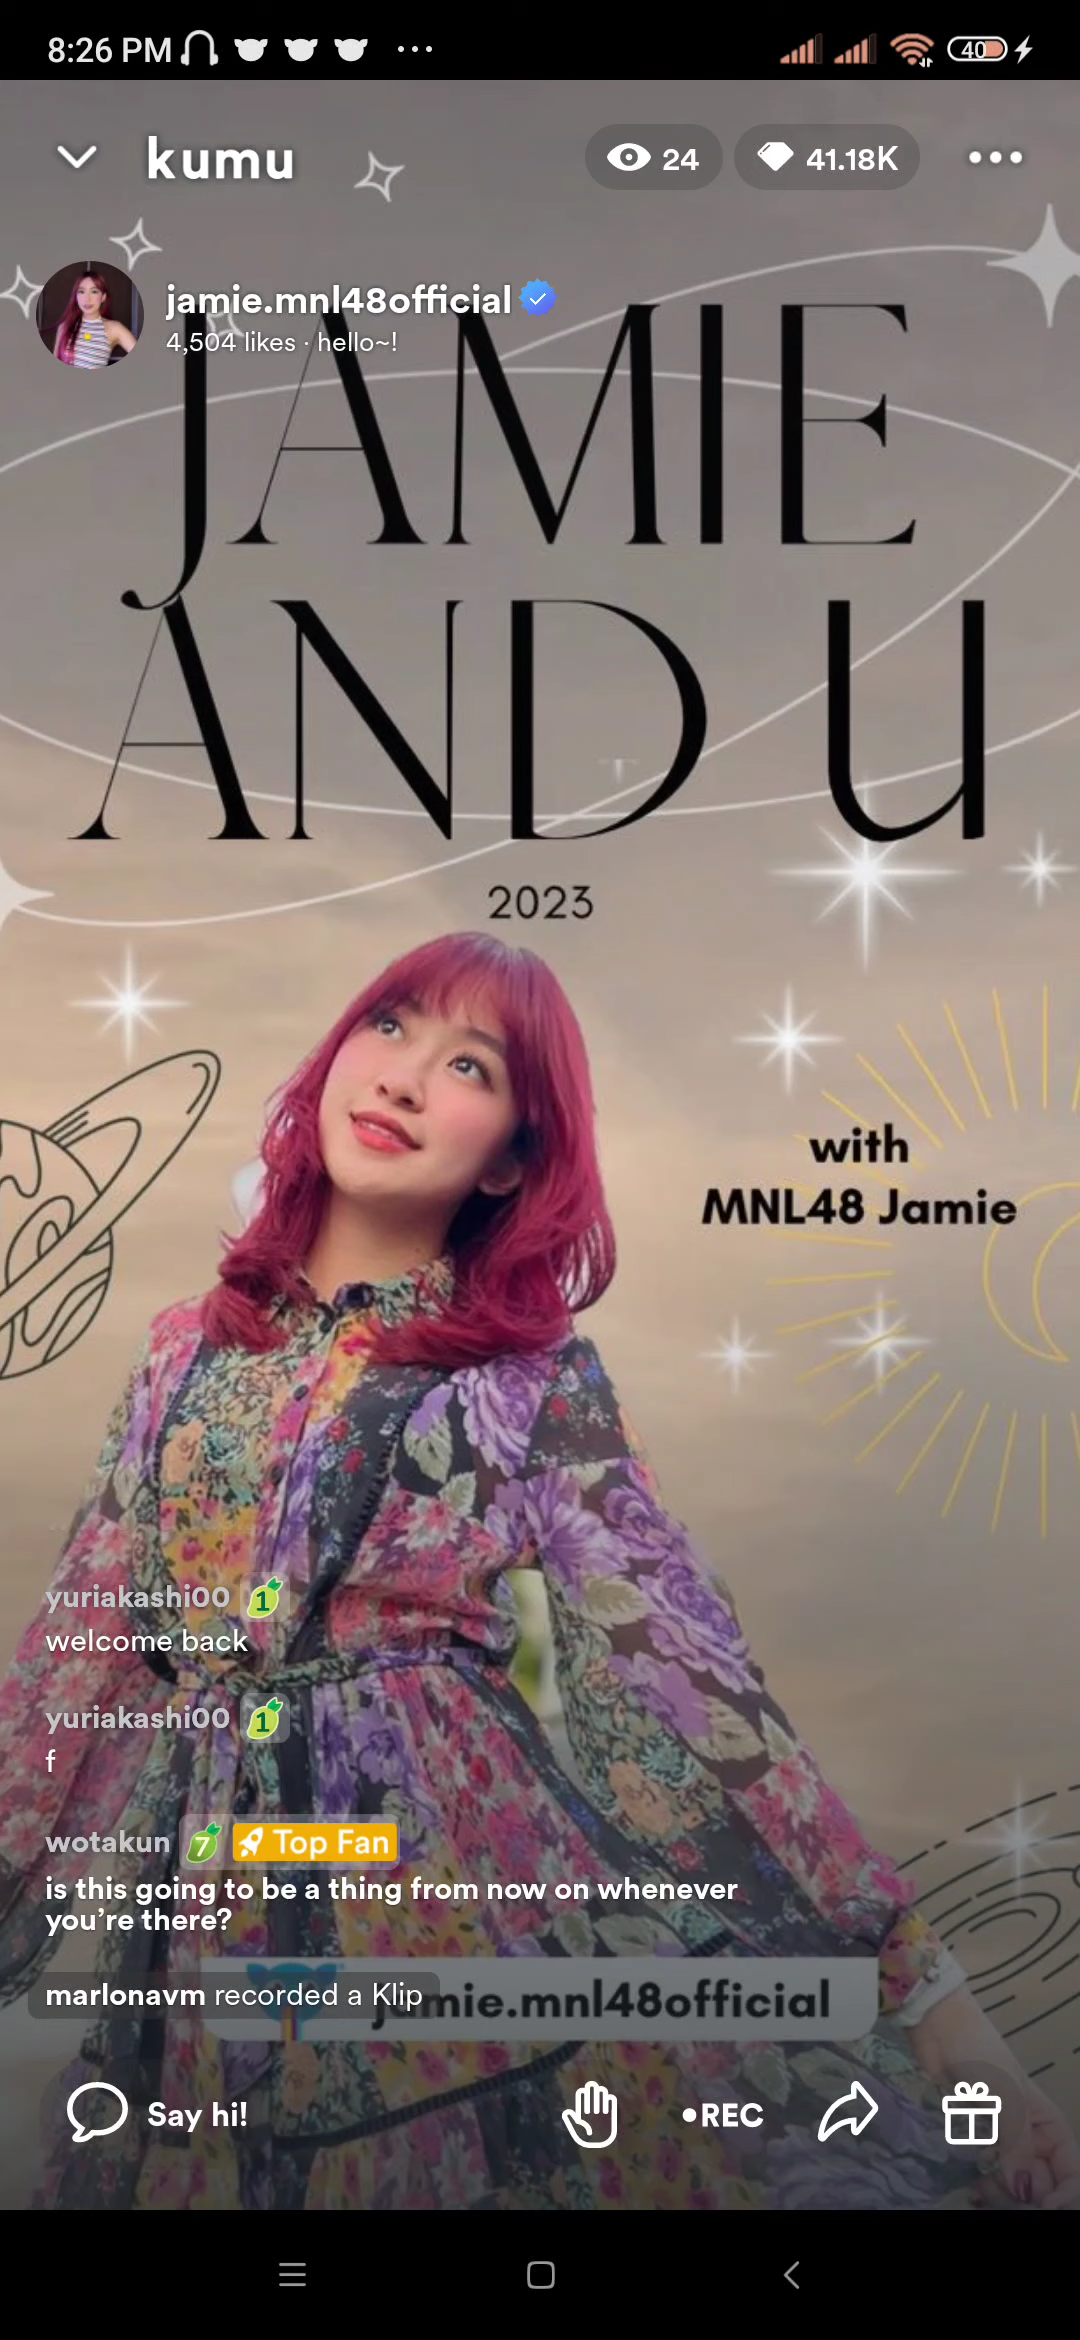 8:26 PM
40
kumu
24
41.18K
jamie.mnl48official
4,504 likes · hello~!
JAMIE
AND U
2023
with
MNL48 Jamie
yuriakashi00 1
welcome back
yuriakashi00 1
f
wotakun 7 Top Fan
is this going to be a thing from now on whenever
you're there?
marlonavm recorded a Klip
jamie.mnl48official
Say hi!
•REC